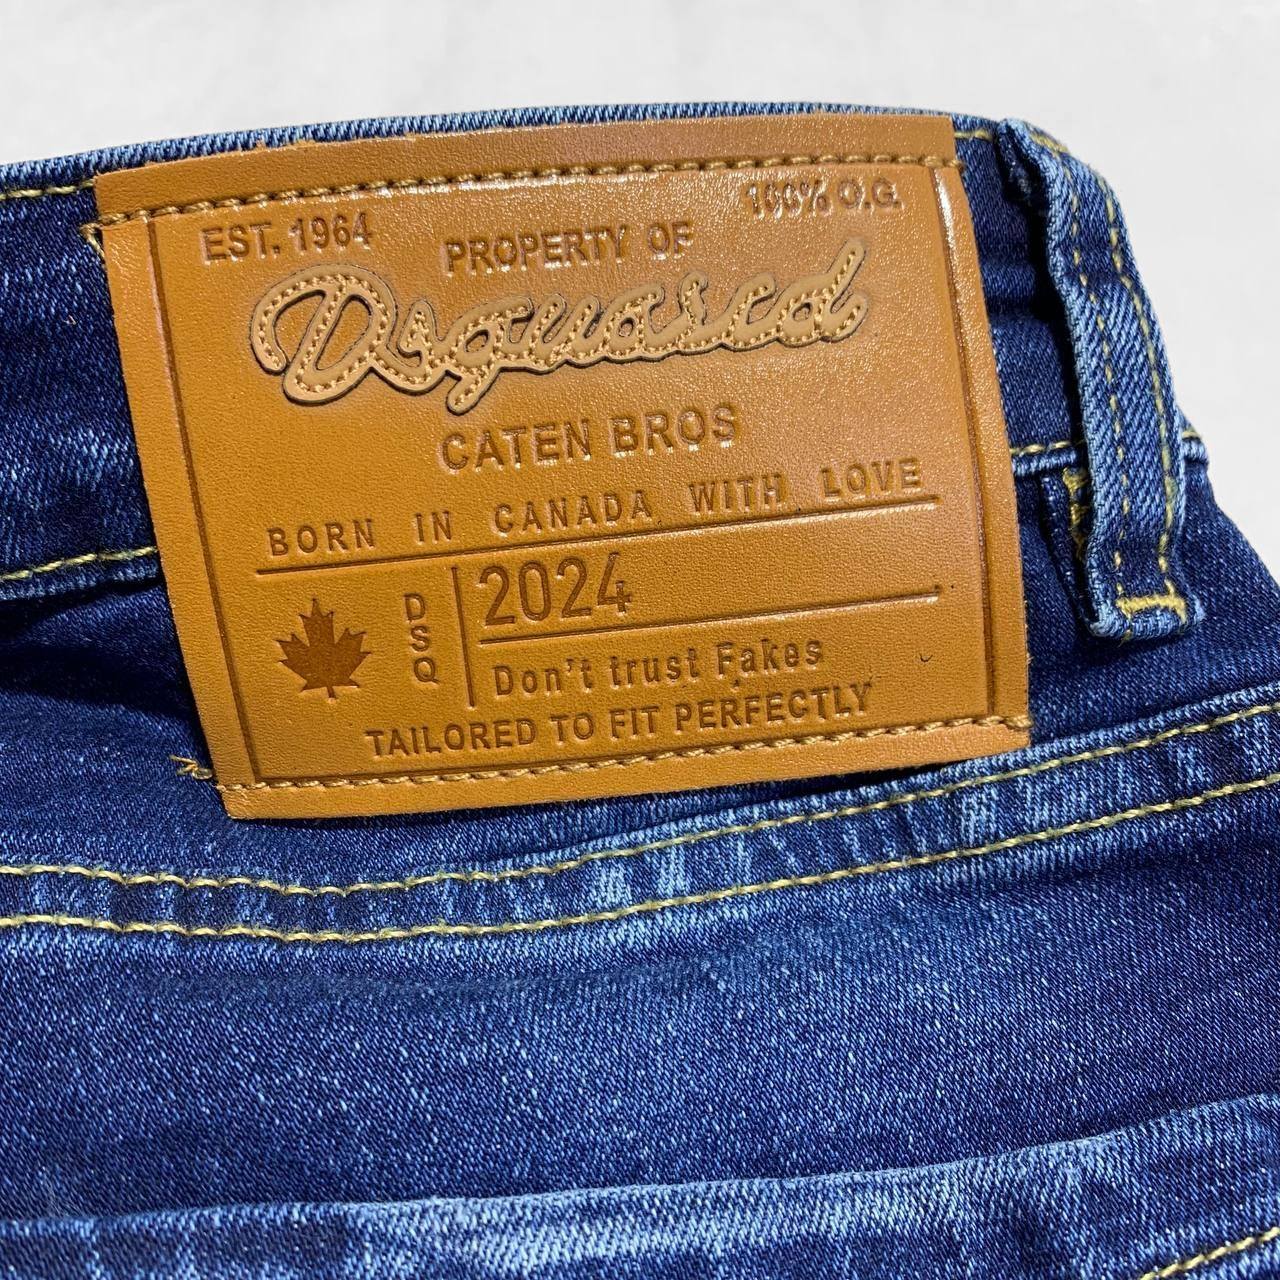 EST. 1964
100% O.G.
PROPERTY OF
Dsquascd
CATEN BROS
BORN IN CANADA WITH LOVE
DSQ
2024
Don't trust Fakes
TAILORED TO FIT PERFECTLY